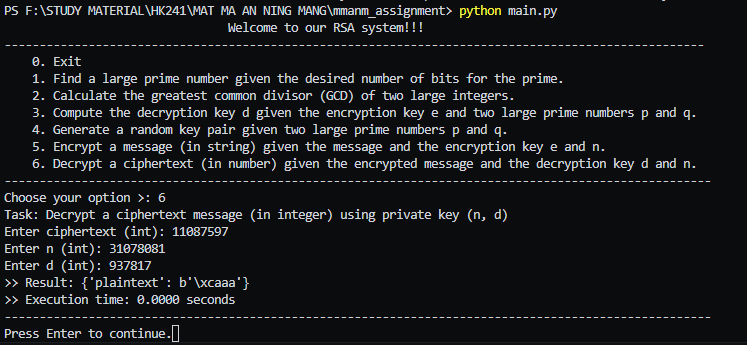 PS F:\STUDY MATERIAL\HK241\MAT MA AN NING MANG\mmanm_assignment> python main.py
Welcome to our RSA system!!!
----------------------------------------------------------------------------------------------------
0. Exit
1. Find a large prime number given the desired number of bits for the prime.
2. Calculate the greatest common divisor (GCD) of two large integers.
3. Compute the decryption key d given the encryption key e and two large prime numbers p and q.
4. Generate a random key pair given two large prime numbers p and q.
5. Encrypt a message (in string) given the message and the encryption key e and n.
6. Decrypt a ciphertext (in number) given the encrypted message and the decryption key d and n.
-----------------------------------------------------------------------------------------------------
Choose your option >: 6
Task: Decrypt a ciphertext message (in integer) using private key (n, d)
Enter ciphertext (int): 11087597
Enter n (int): 31078081
Enter d (int): 937817
>> Result: {'plaintext': b'\xcaaa'}
>> Execution time: 0.0000 seconds
-----------------------------------------------------------------------------------------------------
Press Enter to continue.